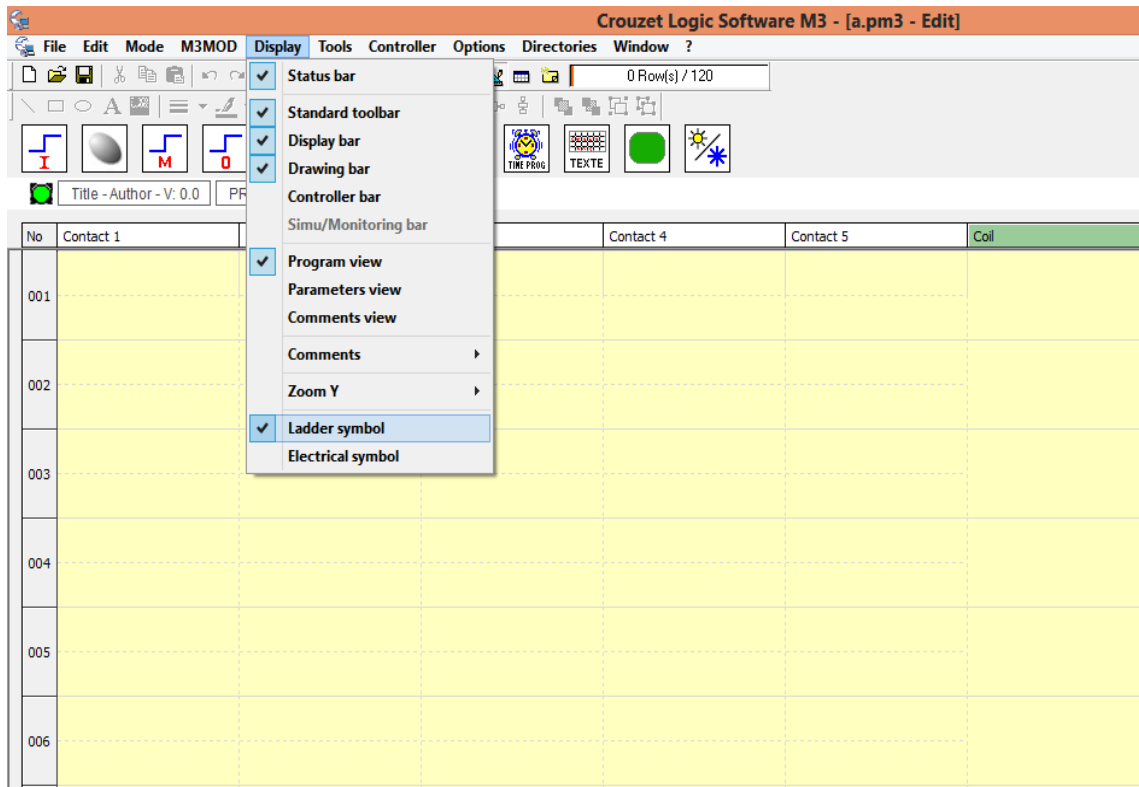 Crouzet Logic Software M3 - [a.pm3 - Edit]
File Edit Mode M3MOD Display Tools Controller Options Directories Window ?
0 Row(s) / 120
A
I M O TIME PROG TEXTE
Title - Author - V: 0.0
Status bar
Standard toolbar
Display bar
Drawing bar
Controller bar
Simu/Monitoring bar
Program view
Parameters view
Comments view
Comments
Zoom Y
Ladder symbol
Electrical symbol
No Contact 1 Contact 4 Contact 5 Coil
001
002
003
004
005
006